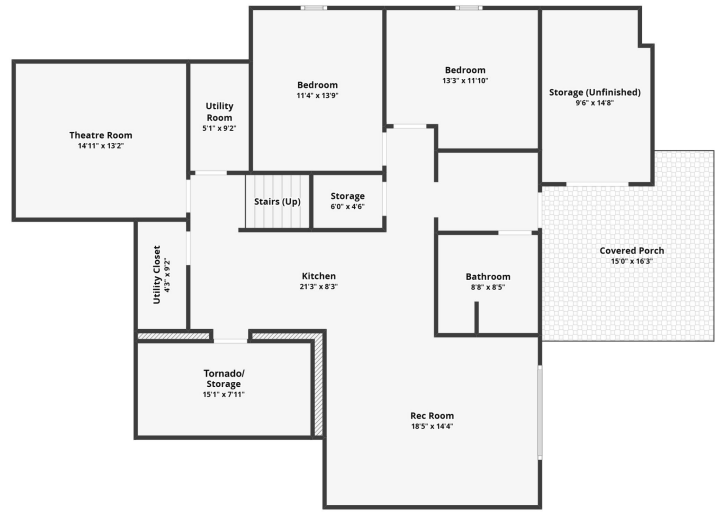 Bedroom
11'4" x 13'9"
Bedroom
13'3" x 11'10"
Storage (Unfinished)
9'6" x 14'8"
Utility
Room
5'1" x 9'2"
Theatre Room
14'11" x 13'2"
Stairs (Up)
Storage
6'0" x 4'6"
Covered Porch
15'0" x 16'3"
Utility Closet
4'3" x 9'2"
Kitchen
21'3" x 8'3"
Bathroom
8'8" x 8'5"
Tornado/
Storage
15'1" x 7'11"
Rec Room
18'5" x 14'4"